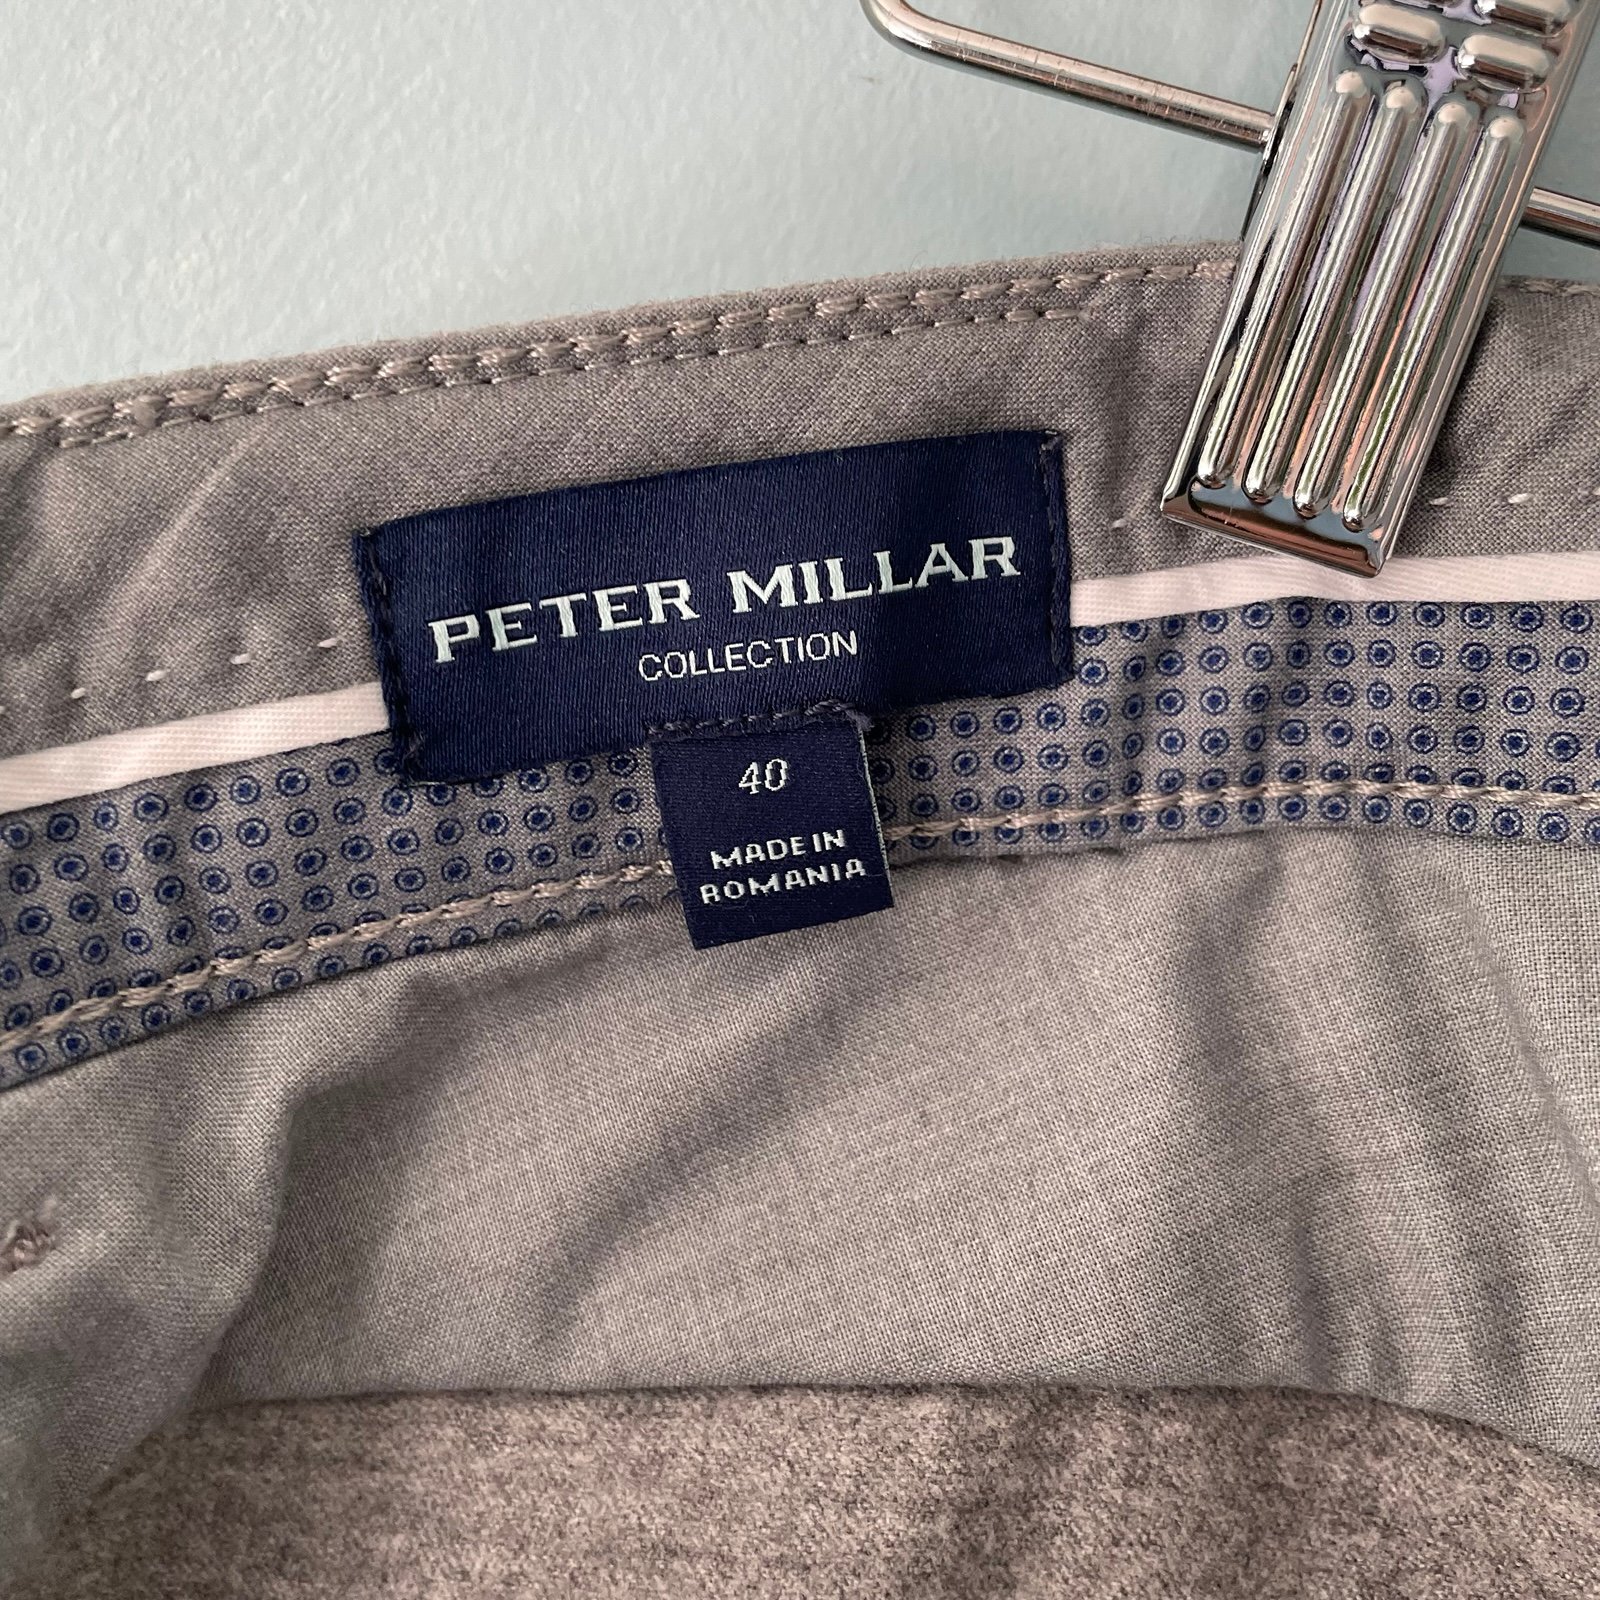 PETER MILLAR
COLLECTION
40
MADE IN
ROMANIA